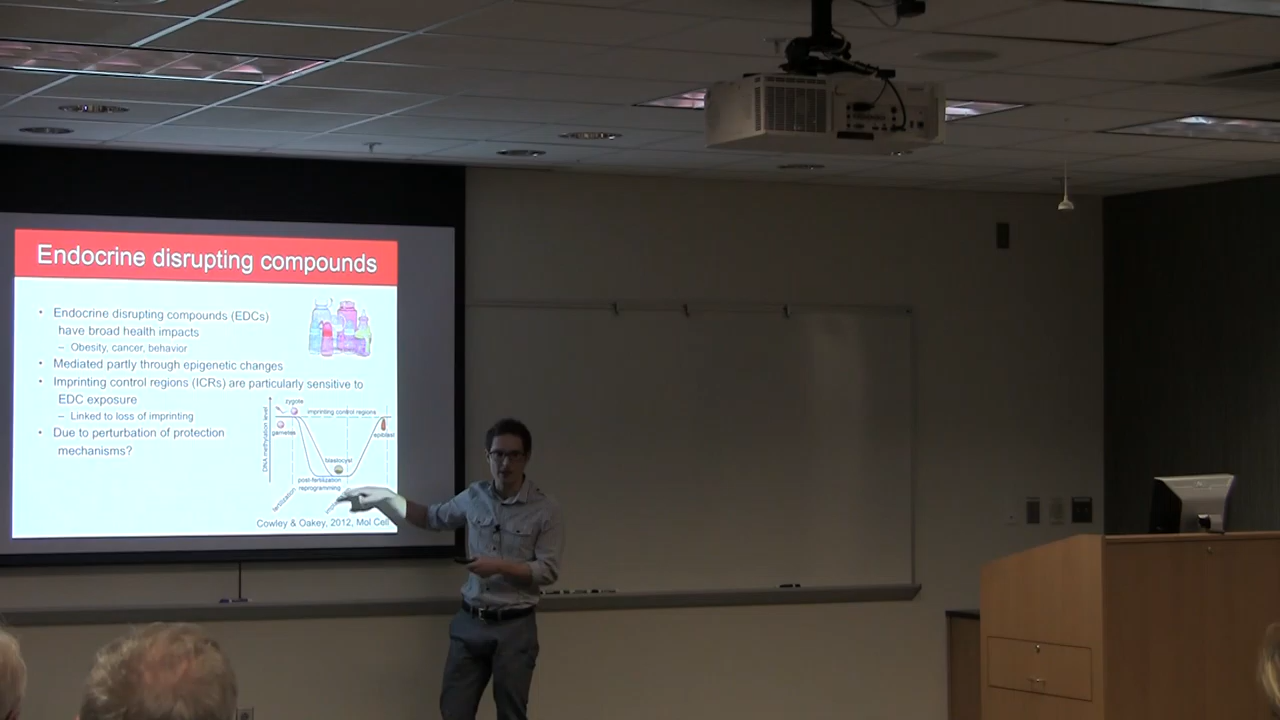 Endocrine disrupting compounds
• Endocrine disrupting compounds (EDCs)
have broad health impacts
– Obesity, cancer, behavior
• Mediated partly through epigenetic changes
• Imprinting control regions (ICRs) are particularly sensitive to
EDC exposure
– Linked to loss of imprinting
• Due to perturbation of protection
mechanisms?
zygote
imprinting control regions
gametes
epiblast
DNA methylation level
blastocyst
post-fertilization
reprogramming
fertilization
Cowley & Oakey, 2012, Mol Cell